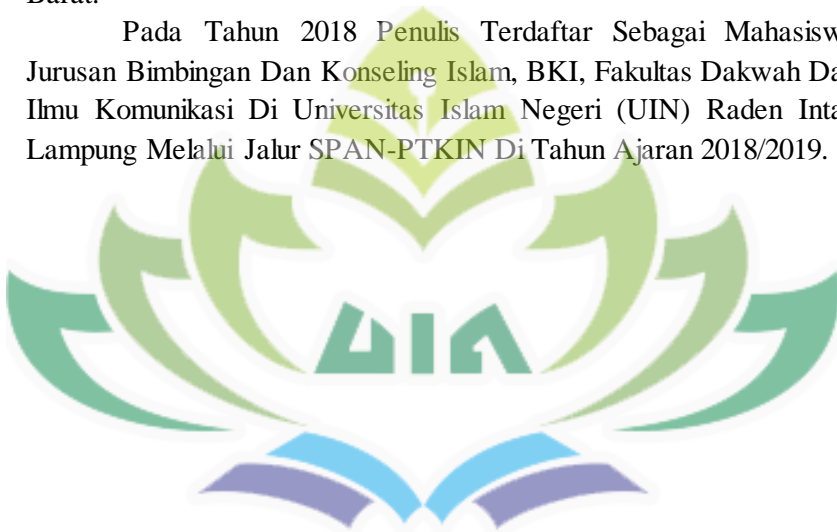 Barat.
Pada Tahun 2018 Penulis Terdaftar Sebagai Mahasisw
Jurusan Bimbingan Dan Konseling Islam, BKI, Fakultas Dakwah Da
Ilmu Komunikasi Di Universitas Islam Negeri (UIN) Raden Inta
Lampung Melalui Jalur SPAN-PTKIN Di Tahun Ajaran 2018/2019.
UIN